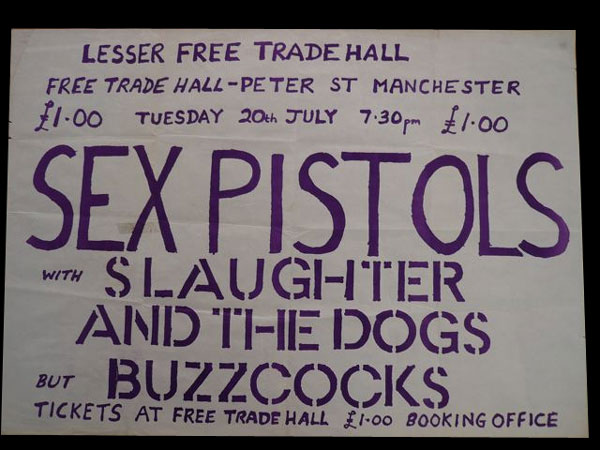 LESSER FREE TRADE HALL
FREE TRADE HALL-PETER ST MANCHESTER
£1·00 TUESDAY 20th JULY 7·30pm £1·00
SEX PISTOLS
WITH SLAUGHTER
AND THE DOGS
BUT BUZZCOCKS
TICKETS AT FREE TRADE HALL £1·00 BOOKING OFFICE